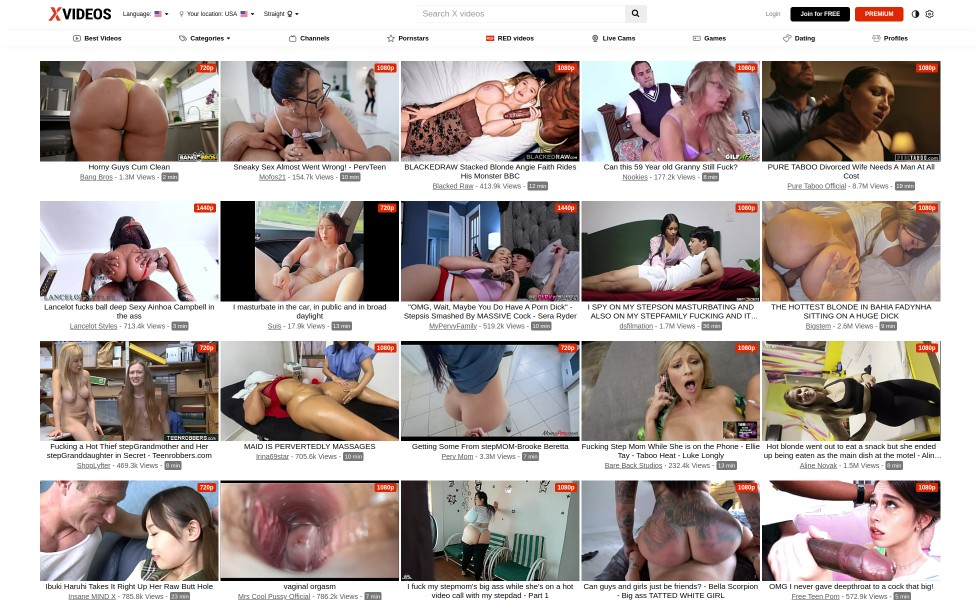 XVIDEOS
Language:
Your location: USA
Straight
Search X videos
Login
Join for FREE
PREMIUM
Best Videos
Categories
Channels
Pornstars
RED videos
Live Cams
Games
Dating
Profiles
720p
1080p
1080p
1080p
1080p
BANG BROS
BLACKEDRAW.COM
GILF
Horny Guys Cum Clean
Bang Bros - 1.3M Views - 2 min
Sneaky Sex Almost Went Wrong! - PervTeen
Mofos21 - 154.7k Views - 10 min
BLACKEDRAW Stacked Blonde Angie Faith Rides
His Monster BBC
Blacked Raw - 413.9k Views - 12 min
Can this 59 year old Granny Still Fuck?
Nookies - 177.2k Views - 8 min
PURE TABOO Divorced Wife Needs A Man At All
Cost
Pure Taboo Official - 8.7M Views - 19 min
1440p
720p
1440p
1080p
1080p
Lancelot fucks ball deep Sexy Ainhoa Campbell in
the ass
Lancelot Styles - 713.4k Views - 3 min
I masturbate in the car, in public and in broad
daylight
Suis - 17.9k Views - 13 min
"OMG, Wait, Maybe You Do Have A Porn Dick" -
Stepsis Smashed By MASSIVE Cock - Sera Ryder
MyPervyFamily - 519.2k Views - 10 min
I SPY ON MY STEPSON MASTURBATING AND
ALSO ON MY STEPFAMILY FUCKING AND IT…
dsfilmation - 1.7M Views - 36 min
THE HOTTEST BLONDE IN BAHIA FADYNHA
SITTING ON A HUGE DICK
Bigstem - 2.6M Views - 9 min
720p
1080p
720p
1080p
1080p
TEENROBBERS.COM
Fucking a Hot Thief stepGrandmother and Her
stepGranddaughter in Secret - Teenrobbers.com
ShopLyfter - 469.3k Views - 8 min
MAID IS PERVERTEDLY MASSAGES
Irina69star - 705.6k Views - 10 min
Getting Some From stepMOM-Brooke Beretta
Perv Mom - 3.3M Views - 7 min
Fucking Step Mom While She is on the Phone - Ellie
Tay - Taboo Heat - Luke Longly
Bare Back Studios - 232.4k Views - 13 min
Hot blonde went out to eat a snack but she ended
up being eaten as the main dish at the motel - Alin…
Aline Novak - 1.5M Views - 8 min
720p
1080p
1080p
1080p
1080p
Ibuki Haruhi Takes It Right Up Her Raw Butt Hole
Insane MIND X - 785.8k Views - 23 min
vaginal orgasm
Mrs Cool Pussy Official - 786.2k Views - 7 min
I fuck my stepmom's big ass while she's on a hot
video call with my stepdad - Part 1
Can guys and girls just be friends? - Bella Scorpion
- Big ass TATTED WHITE GIRL
OMG I never gave deepthroat to a cock that big!
Free Teen Porn - 572.9k Views - 5 min